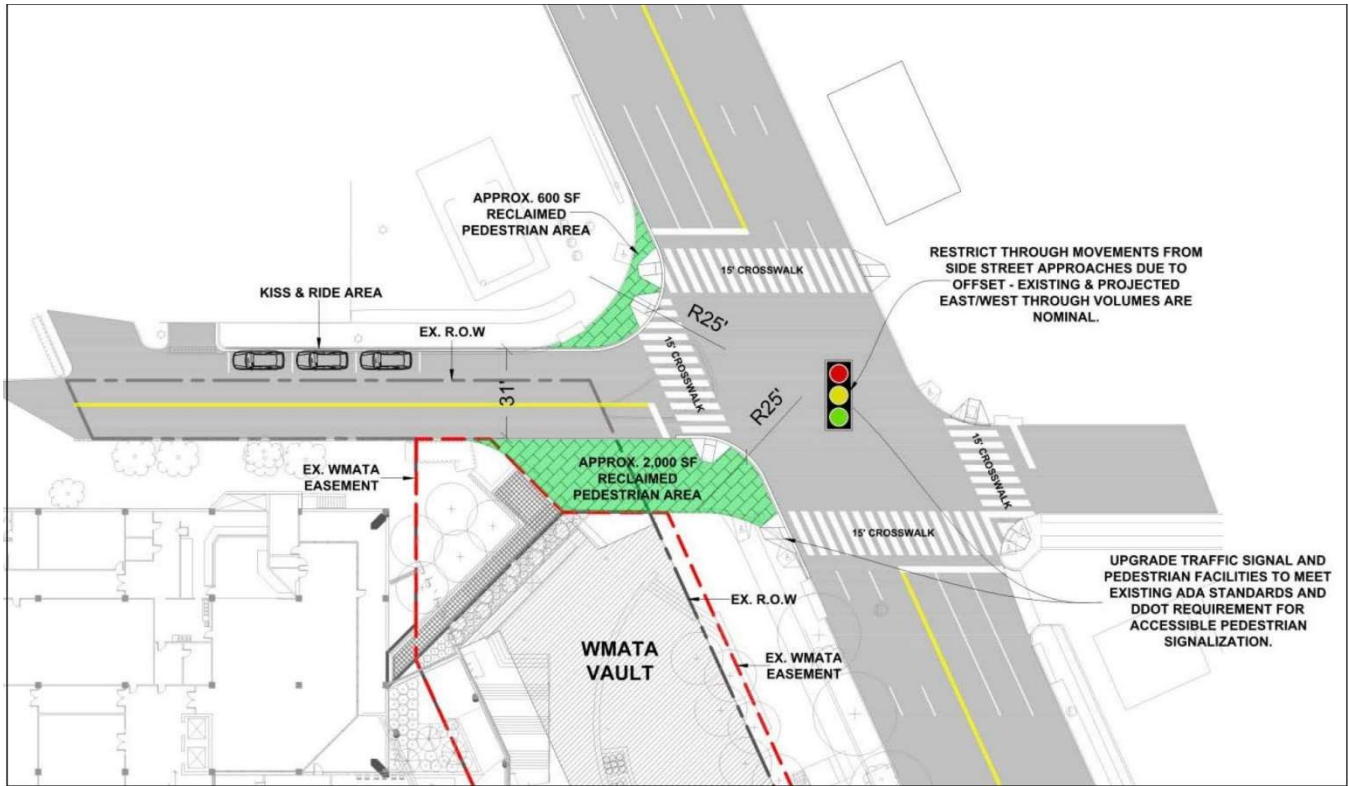 APPROX. 600 SF
RECLAIMED
PEDESTRIAN AREA
15' CROSSWALK
RESTRICT THROUGH MOVEMENTS FROM
SIDE STREET APPROACHES DUE TO
OFFSET - EXISTING & PROJECTED
EAST/WEST THROUGH VOLUMES ARE
NOMINAL.
KISS & RIDE AREA
EX. R.O.W
R25'
15' CROSSWALK
31'
R25'
15' CROSSWALK
EX. WMATA
EASEMENT
APPROX. 2,000 SF
RECLAIMED
PEDESTRIAN AREA
15' CROSSWALK
UPGRADE TRAFFIC SIGNAL AND
PEDESTRIAN FACILITIES TO MEET
EXISTING ADA STANDARDS AND
DDOT REQUIREMENT FOR
ACCESSIBLE PEDESTRIAN
SIGNALIZATION.
EX. R.O.W
WMATA
VAULT
EX. WMATA
EASEMENT